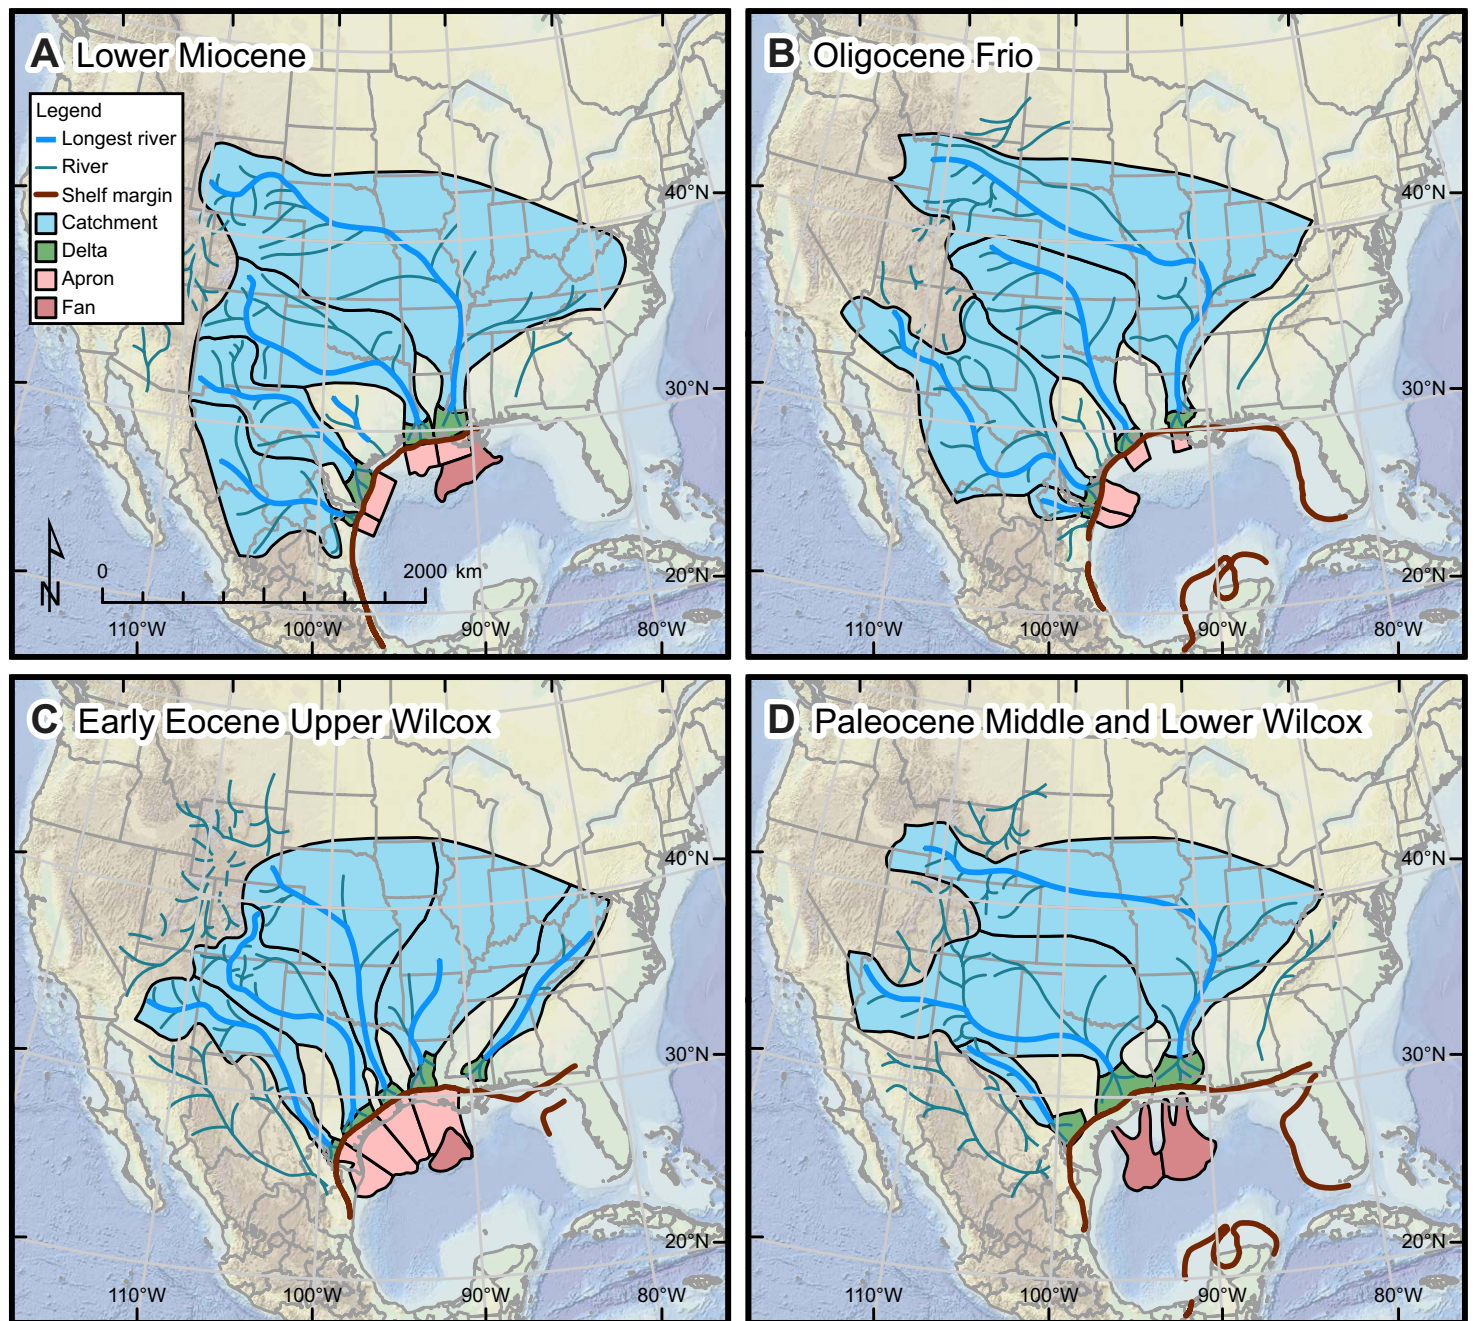 A Lower Miocene
Legend
Longest river
River
Shelf margin
Catchment
Delta
Apron
Fan
40°N
30°N
20°N
N
0 2000 km
110°W 100°W 90°W 80°W
B Oligocene Frio
40°N
30°N
20°N
110°W 100°W 90°W 80°W
C Early Eocene Upper Wilcox
40°N
30°N
20°N
110°W 100°W 90°W 80°W
D Paleocene Middle and Lower Wilcox
40°N
30°N
20°N
110°W 100°W 90°W 80°W